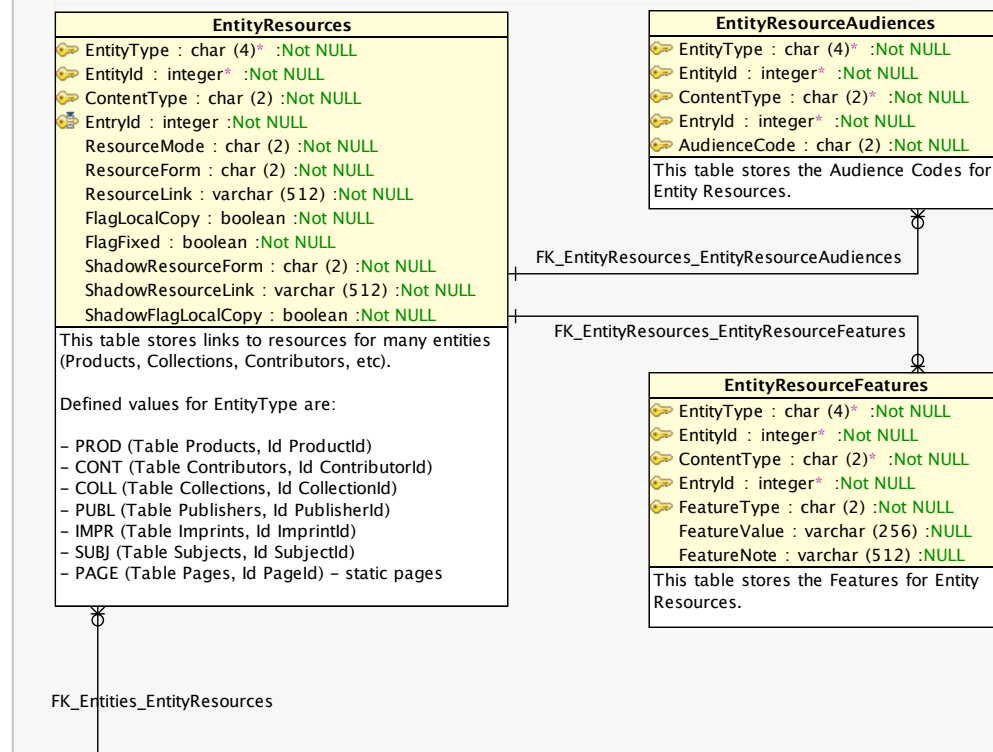 EntityResources
EntityType : char (4)* :Not NULL
EntityId : integer* :Not NULL
ContentType : char (2) :Not NULL
EntryId : integer :Not NULL
ResourceMode : char (2) :Not NULL
ResourceForm : char (2) :Not NULL
ResourceLink : varchar (512) :Not NULL
FlagLocalCopy : boolean :Not NULL
FlagFixed : boolean :Not NULL
ShadowResourceForm : char (2) :Not NULL
ShadowResourceLink : varchar (512) :Not NULL
ShadowFlagLocalCopy : boolean :Not NULL
This table stores links to resources for many entities
(Products, Collections, Contributors, etc).
Defined values for EntityType are:
– PROD (Table Products, Id ProductId)
– CONT (Table Contributors, Id ContributorId)
– COLL (Table Collections, Id CollectionId)
– PUBL (Table Publishers, Id PublisherId)
– IMPR (Table Imprints, Id ImprintId)
– SUBJ (Table Subjects, Id SubjectId)
– PAGE (Table Pages, Id PageId) – static pages
FK_Entities_EntityResources
EntityResourceAudiences
EntityType : char (4)* :Not NULL
EntityId : integer* :Not NULL
ContentType : char (2)* :Not NULL
EntryId : integer* :Not NULL
AudienceCode : char (2) :Not NULL
This table stores the Audience Codes for
Entity Resources.
FK_EntityResources_EntityResourceAudiences
FK_EntityResources_EntityResourceFeatures
EntityResourceFeatures
EntityType : char (4)* :Not NULL
EntityId : integer* :Not NULL
ContentType : char (2)* :Not NULL
EntryId : integer* :Not NULL
FeatureType : char (2) :Not NULL
FeatureValue : varchar (256) :NULL
FeatureNote : varchar (512) :NULL
This table stores the Features for Entity
Resources.